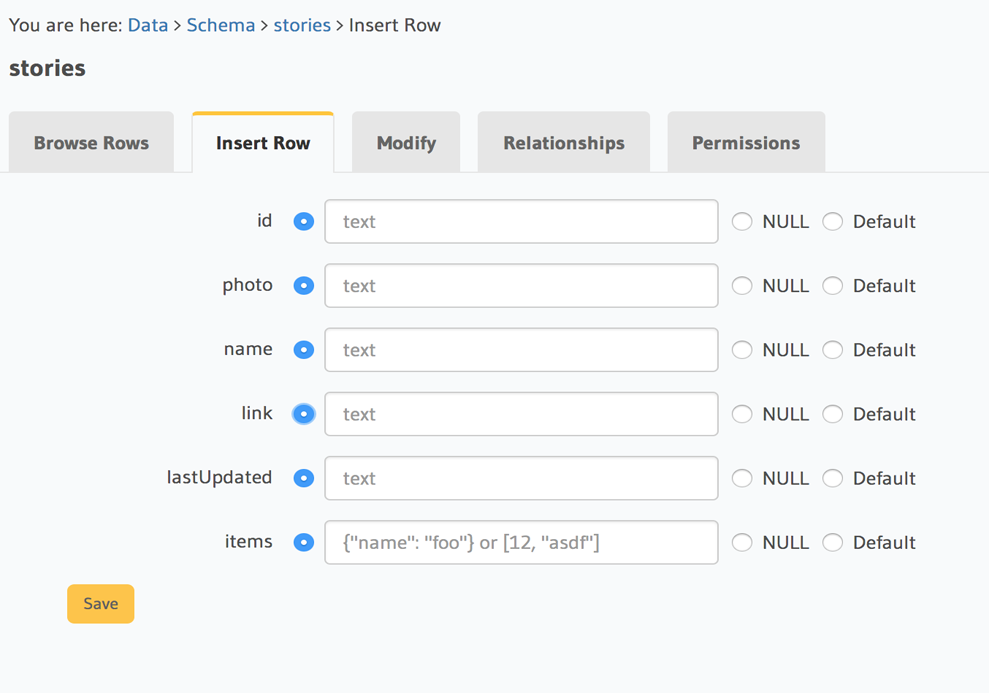 You are here: Data > Schema > stories > Insert Row
stories
Browse Rows Insert Row Modify Relationships Permissions
id text NULL Default
photo text NULL Default
name text NULL Default
link text NULL Default
lastUpdated text NULL Default
items {"name": "foo"} or [12, "asdf"] NULL Default
Save